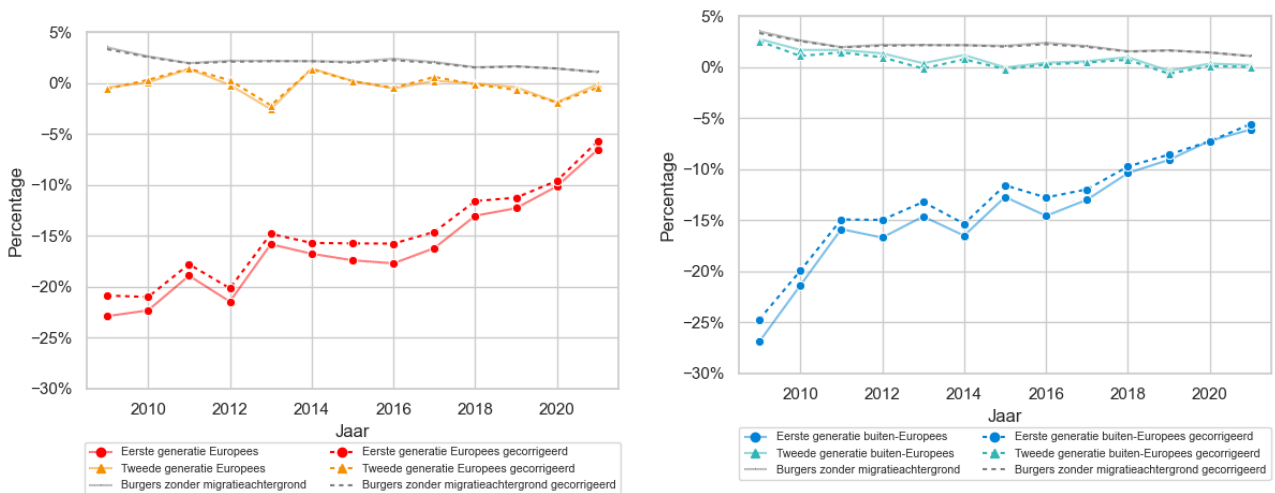 5%
0%
−5%
−10%
−15%
−20%
−25%
−30%
Percentage
2010 2012 2014 2016 2018 2020
Jaar
Eerste generatie Europees Eerste generatie Europees gecorrigeerd
Tweede generatie Europees Tweede generatie Europees gecorrigeerd
Burgers zonder migratieachtergrond Burgers zonder migratieachtergrond gecorrigeerd
5%
0%
−5%
−10%
−15%
−20%
−25%
−30%
Percentage
2010 2012 2014 2016 2018 2020
Jaar
Eerste generatie buiten-Europees Eerste generatie buiten-Europees gecorrigeerd
Tweede generatie buiten-Europees Tweede generatie buiten-Europees gecorrigeerd
Burgers zonder migratieachtergrond Burgers zonder migratieachtergrond gecorrigeerd